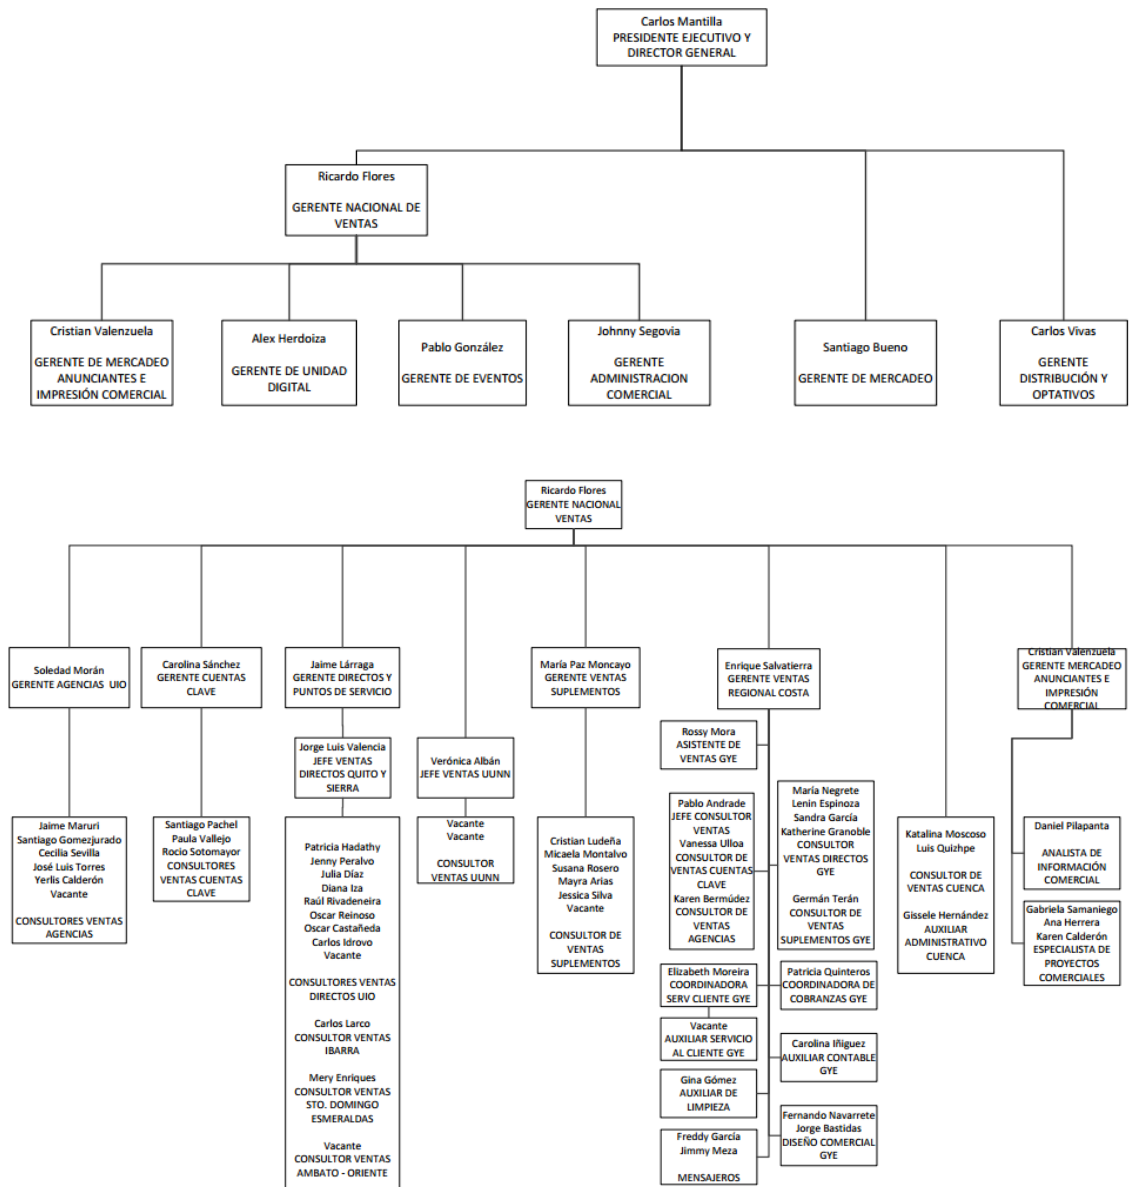 Carlos Mantilla
PRESIDENTE EJECUTIVO Y
DIRECTOR GENERAL
Ricardo Flores
GERENTE NACIONAL DE
VENTAS
Cristian Valenzuela
GERENTE DE MERCADEO
ANUNCIANTES E
IMPRESIÓN COMERCIAL
Alex Herdoiza
GERENTE DE UNIDAD
DIGITAL
Pablo González
GERENTE DE EVENTOS
Johnny Segovia
GERENTE
ADMINISTRACION
COMERCIAL
Santiago Bueno
GERENTE DE MERCADEO
Carlos Vivas
GERENTE
DISTRIBUCIÓN Y
OPTATIVOS
Ricardo Flores
GERENTE NACIONAL
VENTAS
Soledad Morán
GERENTE AGENCIAS UIO
Carolina Sánchez
GERENTE CUENTAS
CLAVE
Jaime Lárraga
GERENTE DIRECTOS Y
PUNTOS DE SERVICIO
María Paz Moncayo
GERENTE VENTAS
SUPLEMENTOS
Enrique Salvatierra
GERENTE VENTAS
REGIONAL COSTA
Cristian Valenzuela
GERENTE MERCADEO
ANUNCIANTES E
IMPRESIÓN
COMERCIAL
Jorge Luis Valencia
JEFE VENTAS
DIRECTOS QUITO Y
SIERRA
Verónica Albán
JEFE VENTAS UUNN
Rossy Mora
ASISTENTE DE
VENTAS GYE
Jaime Maruri
Santiago Gomezjurado
Cecilia Sevilla
José Luis Torres
Yerlis Calderón
Vacante
CONSULTORES VENTAS
AGENCIAS
Santiago Pachel
Paula Vallejo
Rocio Sotomayor
CONSULTORES
VENTAS CUENTAS
CLAVE
Patricia Hadathy
Jenny Peralvo
Julia Díaz
Diana Iza
Raúl Rivadeneira
Oscar Reinoso
Oscar Castañeda
Carlos Idrovo
Vacante
CONSULTORES VENTAS
DIRECTOS UIO
Carlos Larco
CONSULTOR VENTAS
IBARRA
Mery Enriques
CONSULTOR VENTAS
STO. DOMINGO
ESMERALDAS
Vacante
CONSULTOR VENTAS
AMBATO - ORIENTE
Vacante
Vacante
CONSULTOR
VENTAS UUNN
Cristian Ludeña
Micaela Montalvo
Susana Rosero
Mayra Arias
Jessica Silva
Vacante
CONSULTOR DE
VENTAS
SUPLEMENTOS
Pablo Andrade
JEFE CONSULTOR
VENTAS
Vanessa Ulloa
CONSULTOR DE
VENTAS CUENTAS
CLAVE
Karen Bermúdez
CONSULTOR DE
VENTAS
AGENCIAS
María Negrete
Lenin Espinoza
Sandra García
Katherine Granoble
CONSULTOR
VENTAS DIRECTOS
GYE
Germán Terán
CONSULTOR DE
VENTAS
SUPLEMENTOS GYE
Elizabeth Moreira
COORDINADORA
SERV CLIENTE GYE
Patricia Quinteros
COORDINADORA DE
COBRANZAS GYE
Vacante
AUXILIAR SERVICIO
AL CLIENTE GYE
Carolina Iñiguez
AUXILIAR CONTABLE
GYE
Gina Gómez
AUXILIAR DE
LIMPIEZA
Fernando Navarrete
Jorge Bastidas
DISEÑO COMERCIAL
GYE
Freddy García
Jimmy Meza
MENSAJEROS
Katalina Moscoso
Luis Quizhpe
CONSULTOR DE
VENTAS CUENCA
Gissele Hernández
AUXILIAR
ADMINISTRATIVO
CUENCA
Daniel Pilapanta
ANALISTA DE
INFORMACIÓN
COMERCIAL
Gabriela Samaniego
Ana Herrera
Karen Calderón
ESPECIALISTA DE
PROYECTOS
COMERCIALES